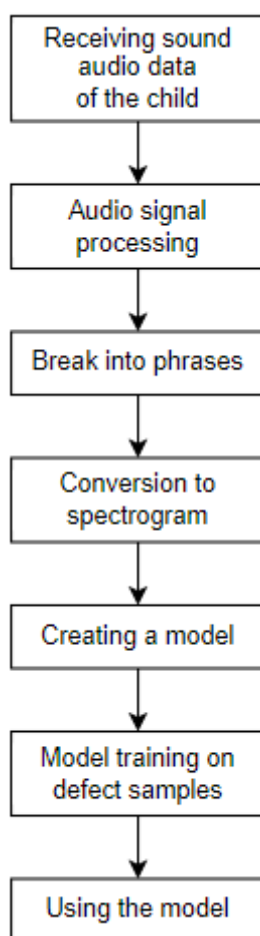 Receiving sound
audio data
of the child
Audio signal
processing
Break into phrases
Conversion to
spectrogram
Creating a model
Model training on
defect samples
Using the model